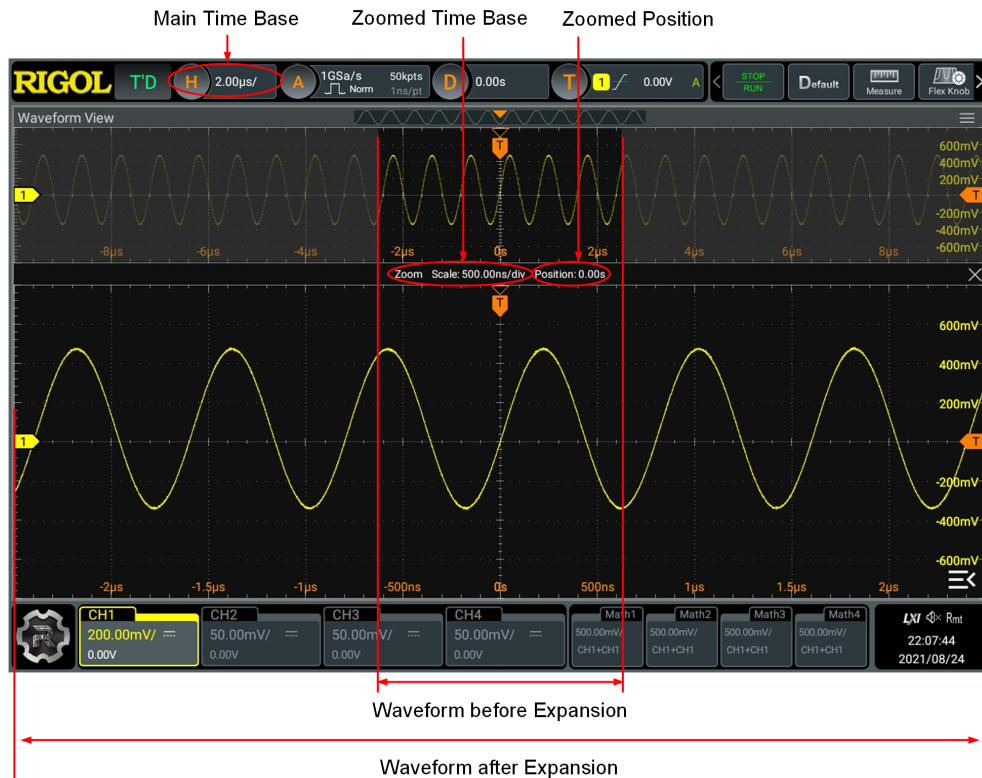 Main Time Base Zoomed Time Base Zoomed Position
RIGOL T'D H 2.00µs/ A 1GSa/s Norm 50kpts 1ns/pt D 0.00s T 1 0.00V A STOP RUN Default Measure Flex Knob
Waveform View
T
600mV
400mV
200mV
1 T
-200mV
-400mV
-600mV
-8µs -6µs -4µs -2µs 0s 2µs 4µs 6µs 8µs
Zoom Scale: 500.00ns/div Position: 0.00s
T
600mV
400mV
200mV
1 T
-200mV
-400mV
-600mV
-2µs -1.5µs -1µs -500ns 0s 500ns 1µs 1.5µs 2µs
CH1 CH2 CH3 CH4 Math1 Math2 Math3 Math4
200.00mV/ 50.00mV/ 50.00mV/ 50.00mV/ 500.00mV/ 500.00mV/ 500.00mV/ 500.00mV/
0.00V 0.00V 0.00V 0.00V CH1+CH1 CH1+CH1 CH1+CH1 CH1+CH1
R
LXI Rmt
22:07:44
2021/08/24
Waveform before Expansion
Waveform after Expansion